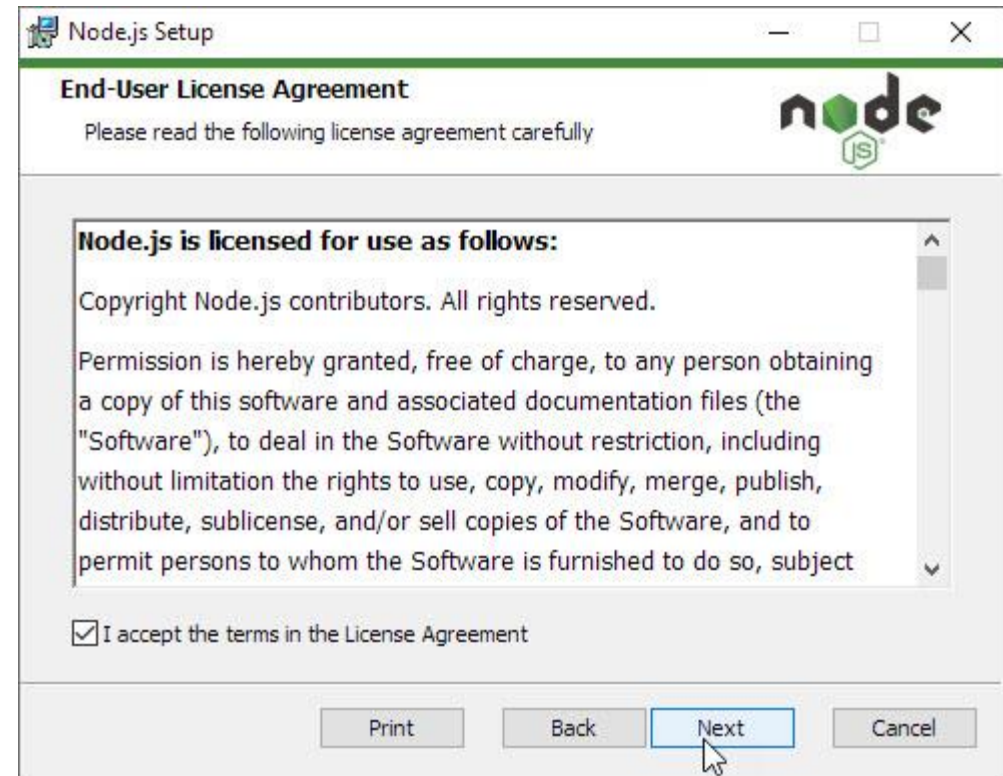 Node.js Setup
End-User License Agreement
Please read the following license agreement carefully
node
JS
Node.js is licensed for use as follows:
Copyright Node.js contributors. All rights reserved.
Permission is hereby granted, free of charge, to any person obtaining
a copy of this software and associated documentation files (the
"Software"), to deal in the Software without restriction, including
without limitation the rights to use, copy, modify, merge, publish,
distribute, sublicense, and/or sell copies of the Software, and to
permit persons to whom the Software is furnished to do so, subject
I accept the terms in the License Agreement
Print Back Next Cancel